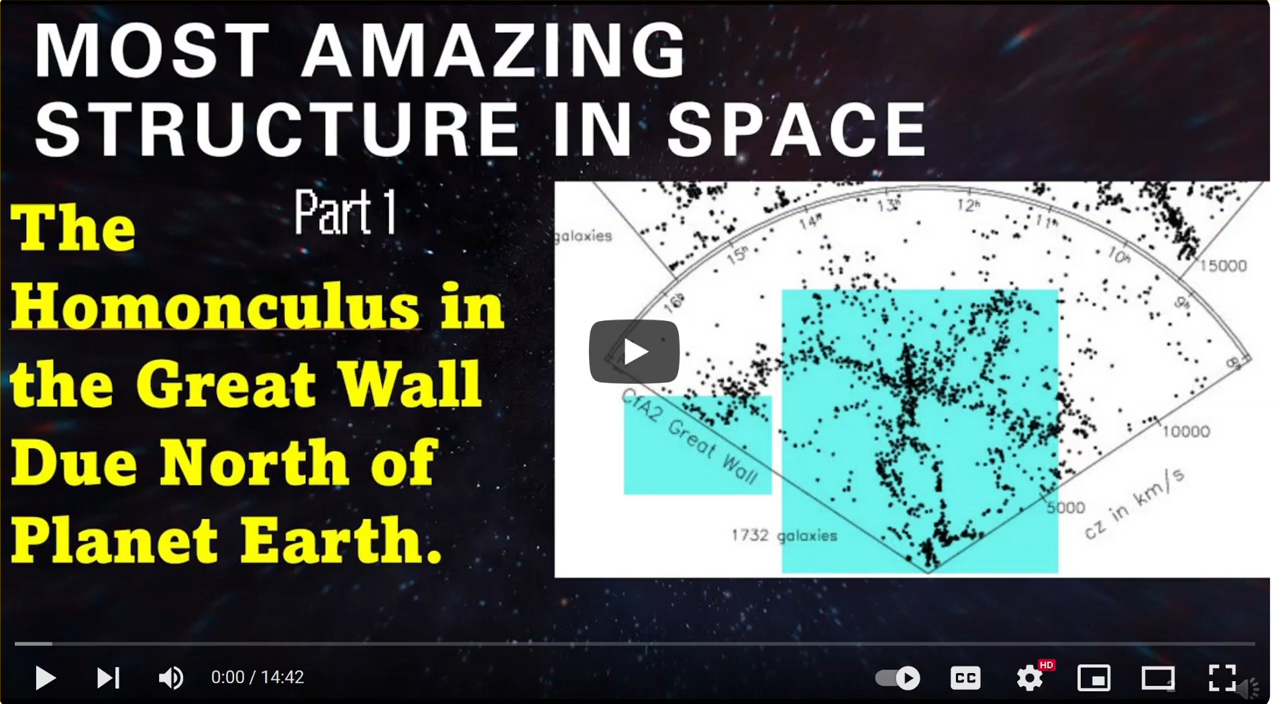 MOST AMAZING
STRUCTURE IN SPACE
Part 1
The
Homonculus in
the Great Wall
Due North of
Planet Earth.
galaxies
15h
14h
13h
12h
11h
10h
9h
8h
16h
15000
10000
5000
cz in km/s
CfA2 Great Wall
1732 galaxies
0:00 / 14:42
CC
HD